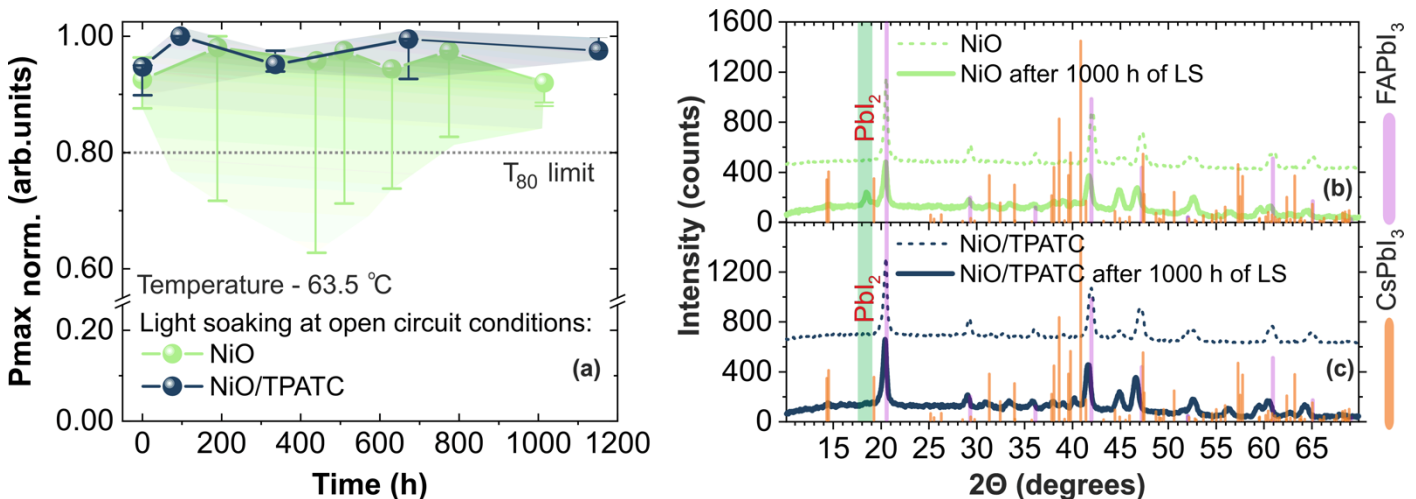 Pmax norm. (arb.units)
1.00
0.80
0.60
0.20
0.00
T80 limit
Temperature - 63.5 °C
Light soaking at open circuit conditions:
NiO
NiO/TPATC
(a)
0 200 400 600 800 1000 1200
Time (h)
Intensity (counts)
1600
1200
800
400
0
PbI2
NiO
NiO after 1000 h of LS
(b)
1200
800
400
0
PbI2
NiO/TPATC
NiO/TPATC after 1000 h of LS
(c)
15 20 25 30 35 40 45 50 55 60 65
2Θ (degrees)
FAPbI3
CsPbI3